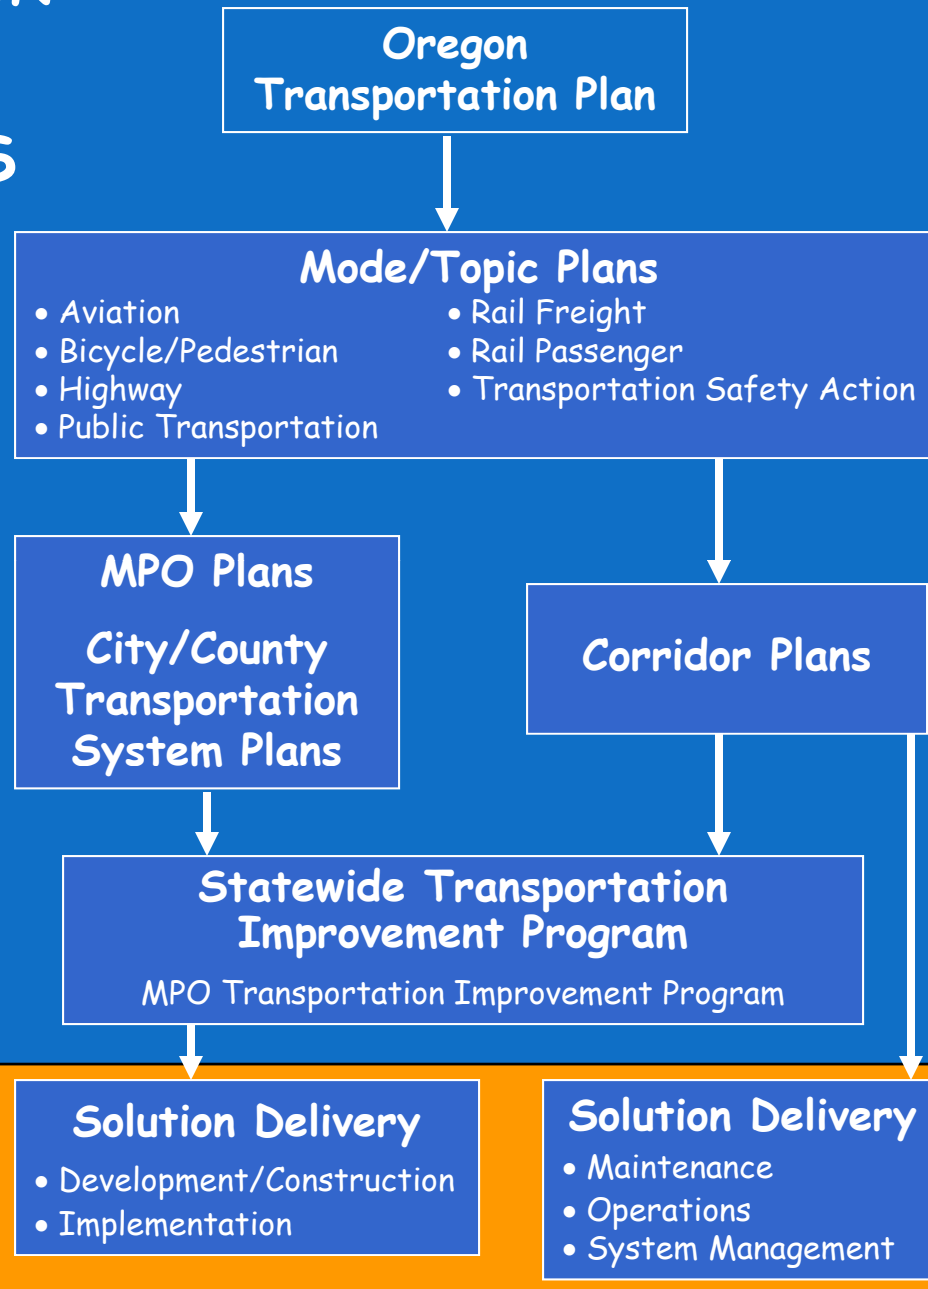 Oregon
Transportation Plan
Mode/Topic Plans
• Aviation
• Bicycle/Pedestrian
• Highway
• Public Transportation
• Rail Freight
• Rail Passenger
• Transportation Safety Action
MPO Plans
City/County
Transportation
System Plans
Corridor Plans
Statewide Transportation
Improvement Program
MPO Transportation Improvement Program
Solution Delivery
• Development/Construction
• Implementation
Solution Delivery
• Maintenance
• Operations
• System Management